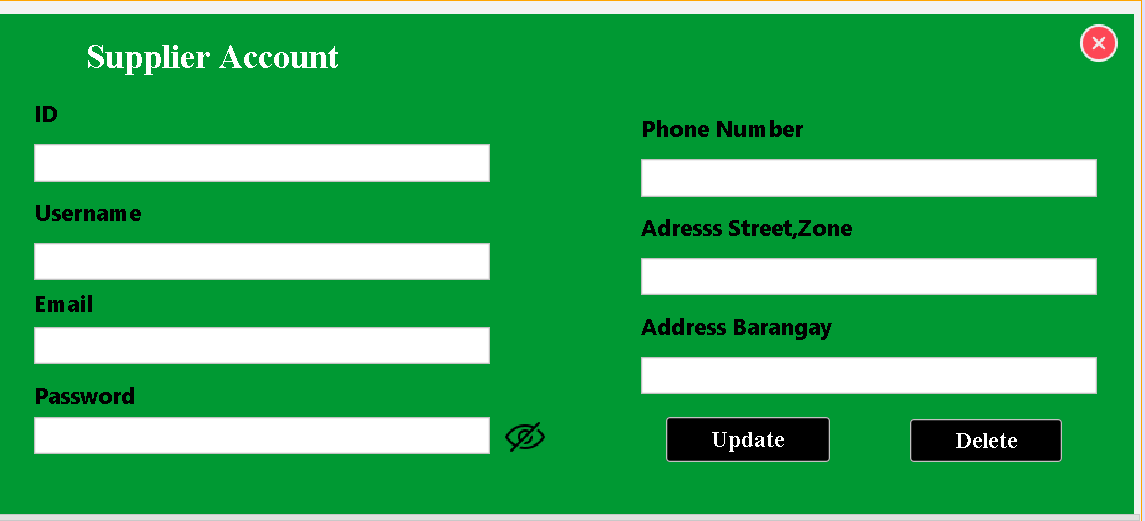 Supplier Account
ID
Username
Email
Password
Phone Number
Adresss Street,Zone
Address Barangay
Update
Delete